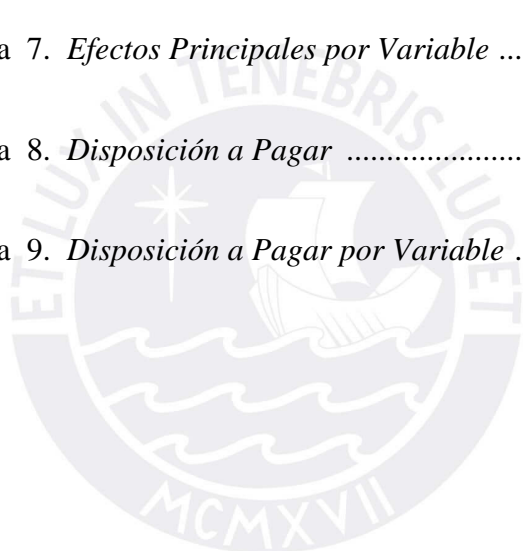 a 7. Efectos Principales por Variable ...
a 8. Disposición a Pagar ......................
a 9. Disposición a Pagar por Variable .
ET LUX IN TENEBRIS LUCET
MCMXVII